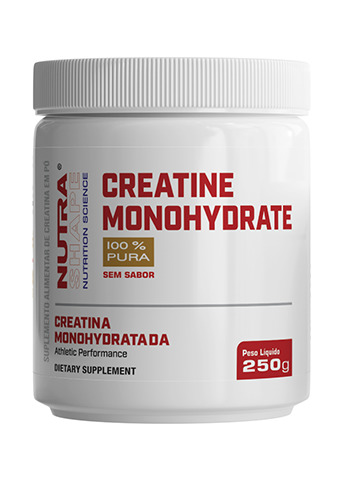 SUPLEMENTO ALIMENTAR DE CREATINA EM PÓ
NUTRA®
SHAPE
NUTRITION SCIENCE
CREATINE
MONOHYDRATE
100 %
PURA
SEM SABOR
CREATINA
MONOHYDRATADA
Athletic Performance
DIETARY SUPPLEMENT
Peso Líquido
250g